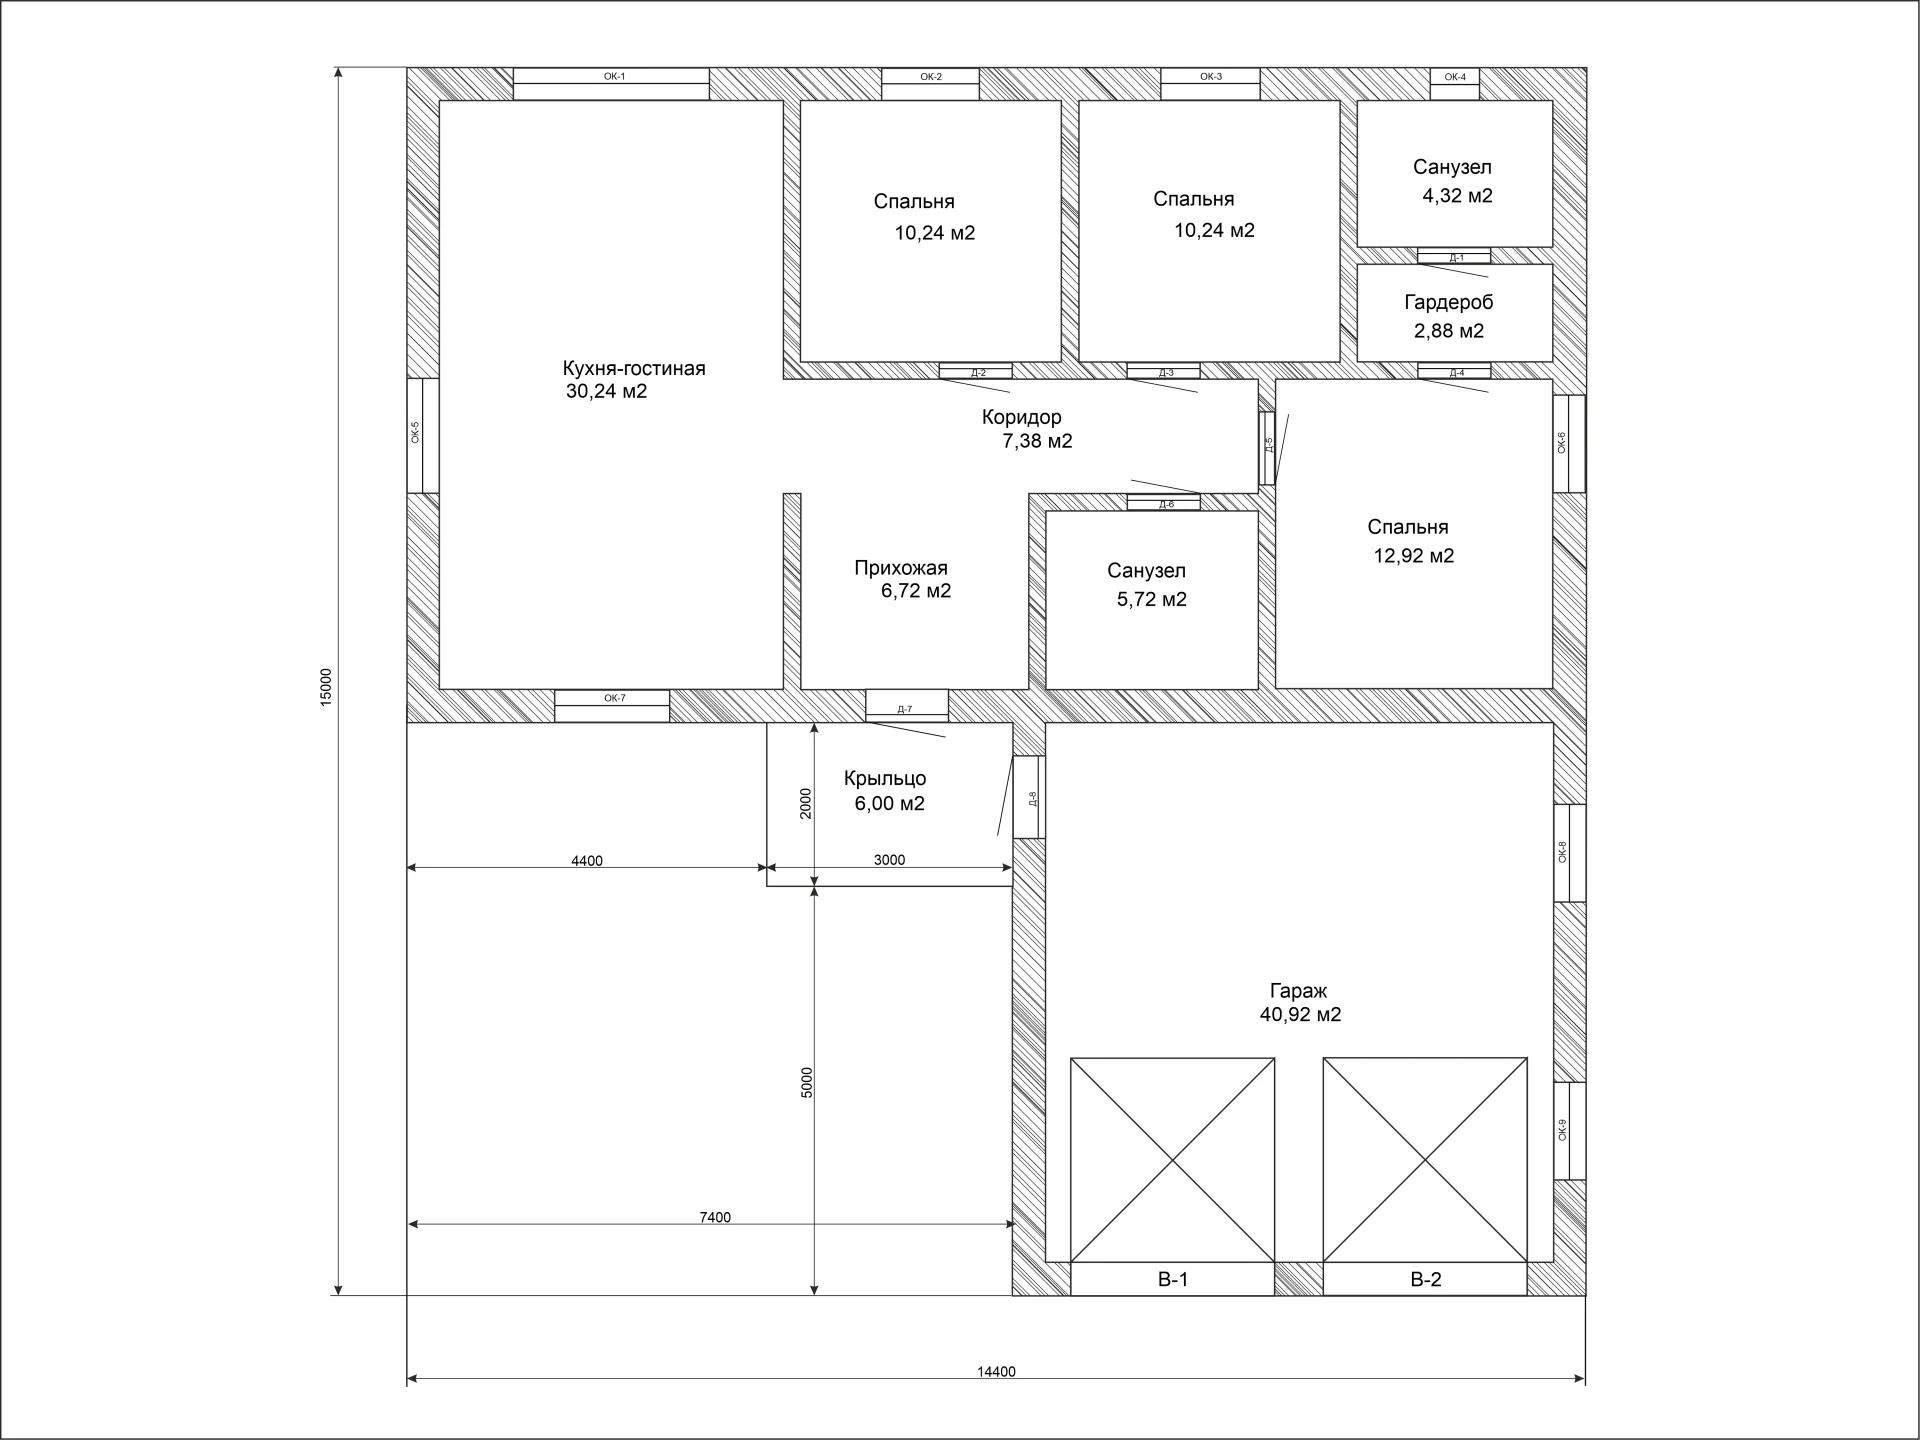 ОК-1
ОК-2
ОК-3
ОК-4
Санузел
4,32 м2
Спальня
10,24 м2
Спальня
10,24 м2
Д-1
Гардероб
2,88 м2
Кухня-гостиная
30,24 м2
Д-2
Д-3
Д-4
ОК-5
Коридор
7,38 м2
Д-5
ОК-6
Д-6
Спальня
12,92 м2
Прихожая
6,72 м2
Санузел
5,72 м2
15000
ОК-7
Д-7
Крыльцо
6,00 м2
2000
Д-8
4400
3000
ОК-8
Гараж
40,92 м2
5000
ОК-9
7400
В-1
В-2
14400